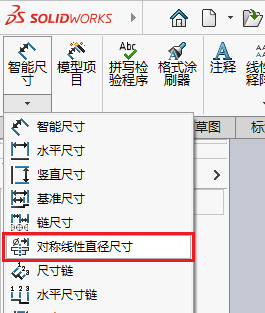 SOLIDWORKS
智能尺
寸
模型项
目
Abc
拼写检
验程序
格式涂
刷器
注释
线性
草图
标
智能尺寸
水平尺寸
竖直尺寸
基准尺寸
链尺寸
对称线性直径尺寸
尺寸链
水平尺寸链